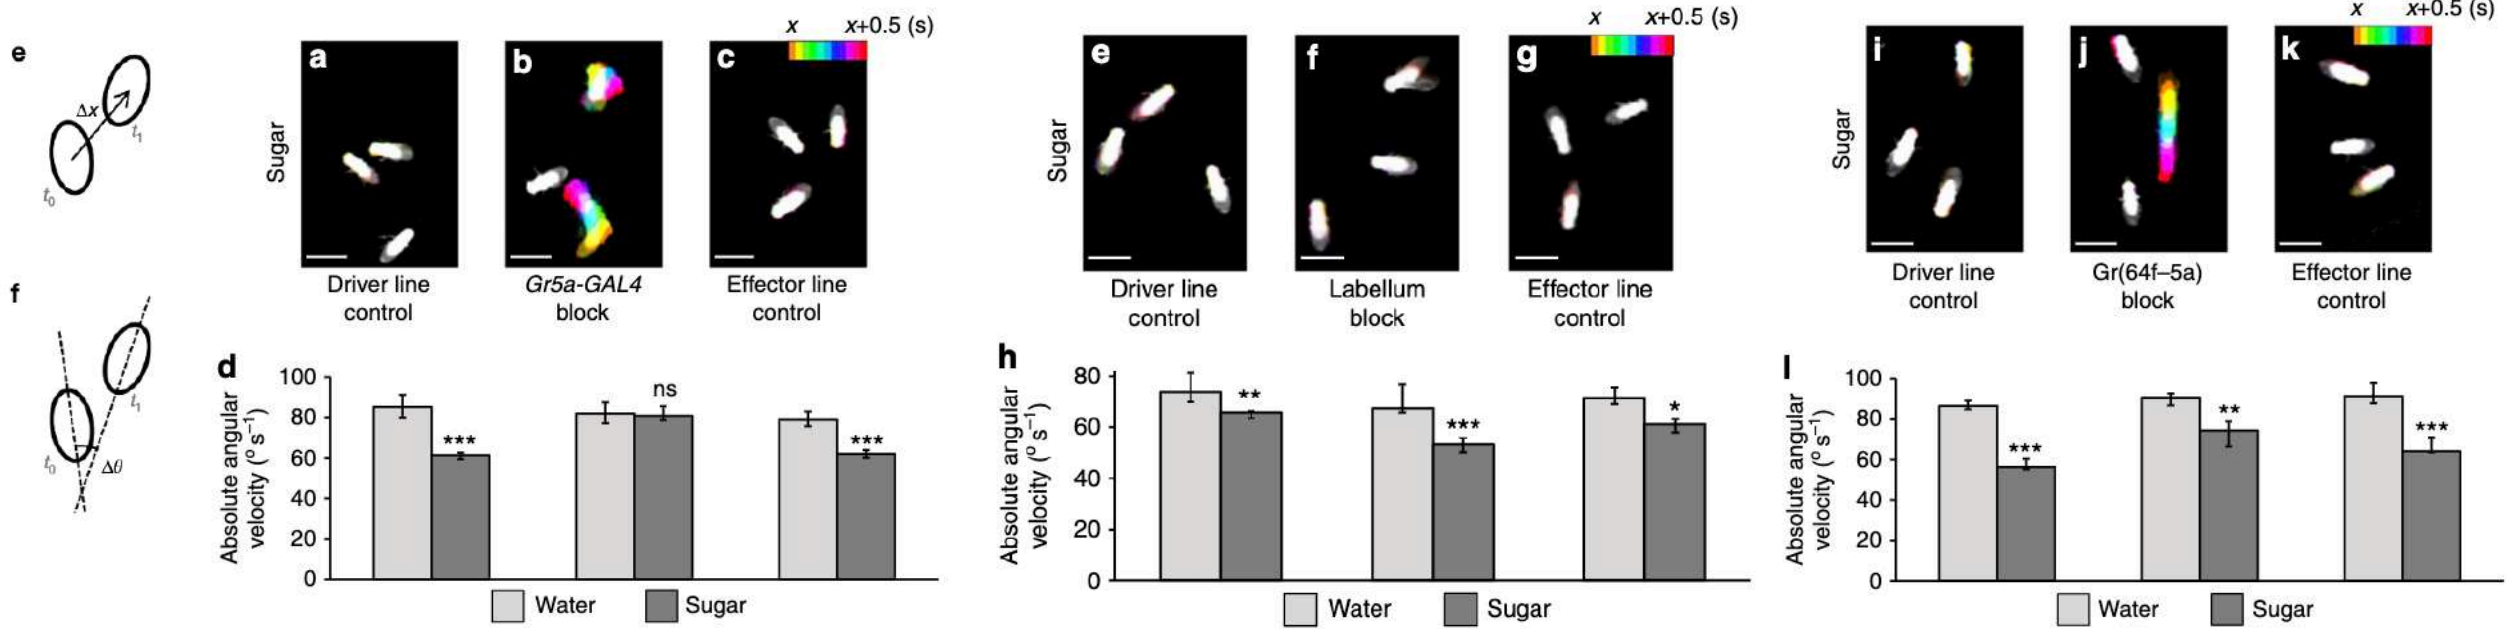 e
Δx
t0
t1
f
t0
t1
Δθ
x x+0.5 (s)
a b c
Sugar
Driver line control
Gr5a-GAL4 block
Effector line control
d
Absolute angular velocity (° s−1)
100
80
60
40
20
0
***
ns
***
Water Sugar
x x+0.5 (s)
e f g
Sugar
Driver line control
Labellum block
Effector line control
h
Absolute angular velocity (° s−1)
80
60
40
20
0
**
***
*
Water Sugar
x x+0.5 (s)
i j k
Sugar
Driver line control
Gr(64f–5a) block
Effector line control
l
Absolute angular velocity (° s−1)
100
80
60
40
20
0
***
**
***
Water Sugar